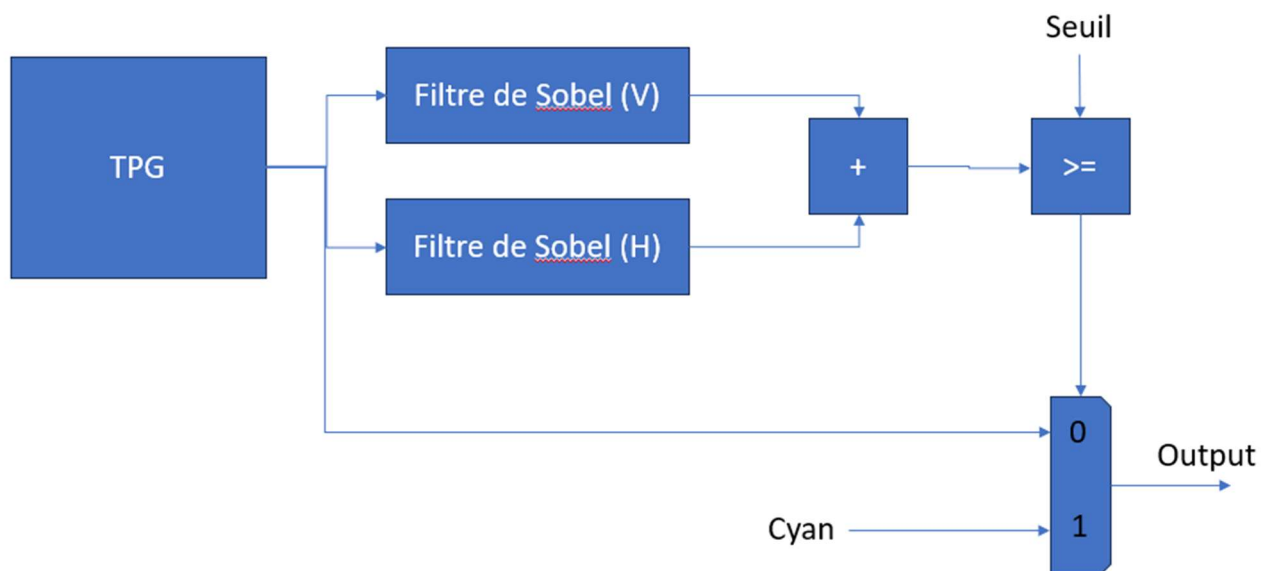 Seuil
Filtre de Sobel (V)
TPG
+
>=
Filtre de Sobel (H)
0
Output
Cyan
1